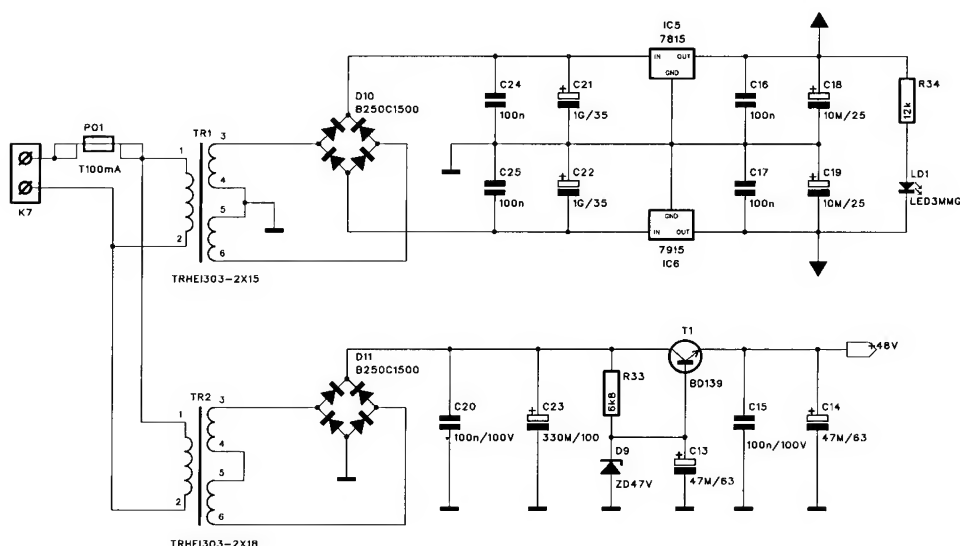 IC5
7815
IN OUT
GND
D10
B250C1500
C24
100n
C21
+
1G/35
C16
100n
C18
+
10M/25
R34
12k
PO1
T100mA
K7
TR1
1
2
3
4
5
6
TRHEI303-2X15
C25
100n
C22
+
1G/35
C17
100n
C19
+
10M/25
LD1
LED3MMG
GND
IN OUT
7915
IC6
D11
B250C1500
T1
BD139
+48V
TR2
1
2
3
4
5
6
TRHEI303-2X18
C20
100n/100V
C23
+
330M/100
R33
6k8
D9
ZD47V
C13
+
47M/63
C15
100n/100V
C14
+
47M/63